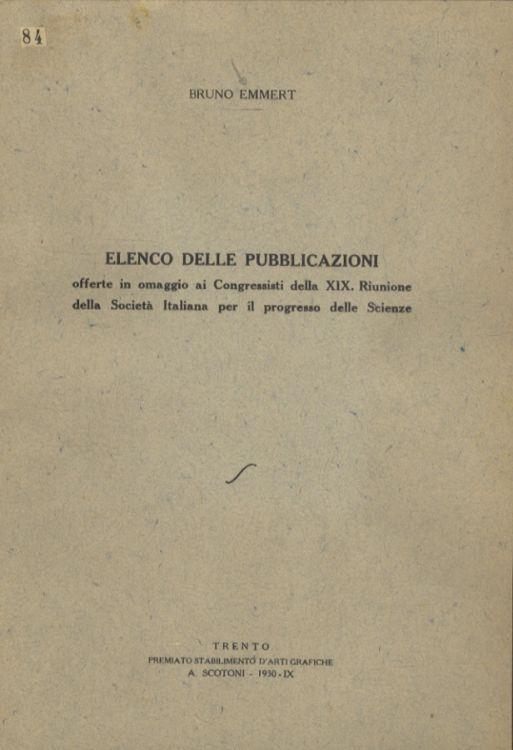 84
BRUNO EMMERT
ELENCO DELLE PUBBLICAZIONI
offerte in omaggio ai Congressisti della XIX. Riunione
della Società Italiana per il progresso delle Scienze
TRENTO
PREMIATO STABILIMENTO D'ARTI GRAFICHE
A. SCOTONI - 1930-IX